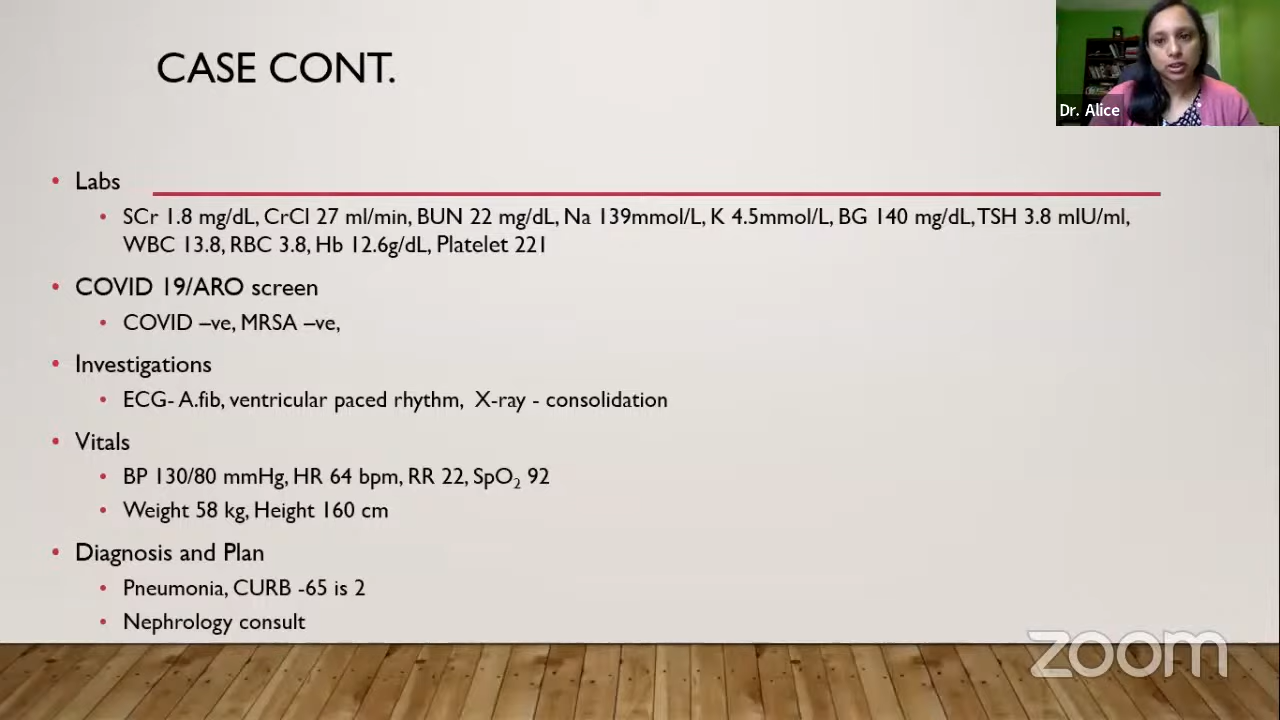 CASE CONT.
Dr. Alice
• Labs
• SCr 1.8 mg/dL, CrCl 27 ml/min, BUN 22 mg/dL, Na 139mmol/L, K 4.5mmol/L, BG 140 mg/dL, TSH 3.8 mIU/ml,
WBC 13.8, RBC 3.8, Hb 12.6g/dL, Platelet 221
• COVID 19/ARO screen
• COVID –ve, MRSA –ve,
• Investigations
• ECG- A.fib, ventricular paced rhythm, X-ray - consolidation
• Vitals
• BP 130/80 mmHg, HR 64 bpm, RR 22, SpO₂ 92
• Weight 58 kg, Height 160 cm
• Diagnosis and Plan
• Pneumonia, CURB -65 is 2
• Nephrology consult
zoom